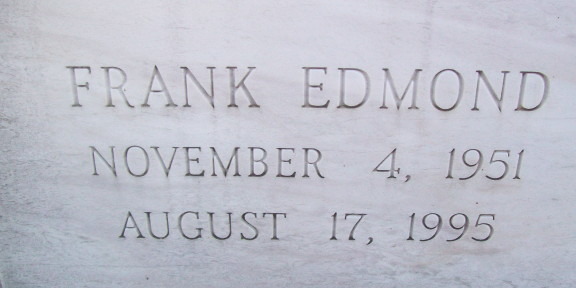 FRANK EDMOND
NOVEMBER 4, 1951
AUGUST 17, 1995